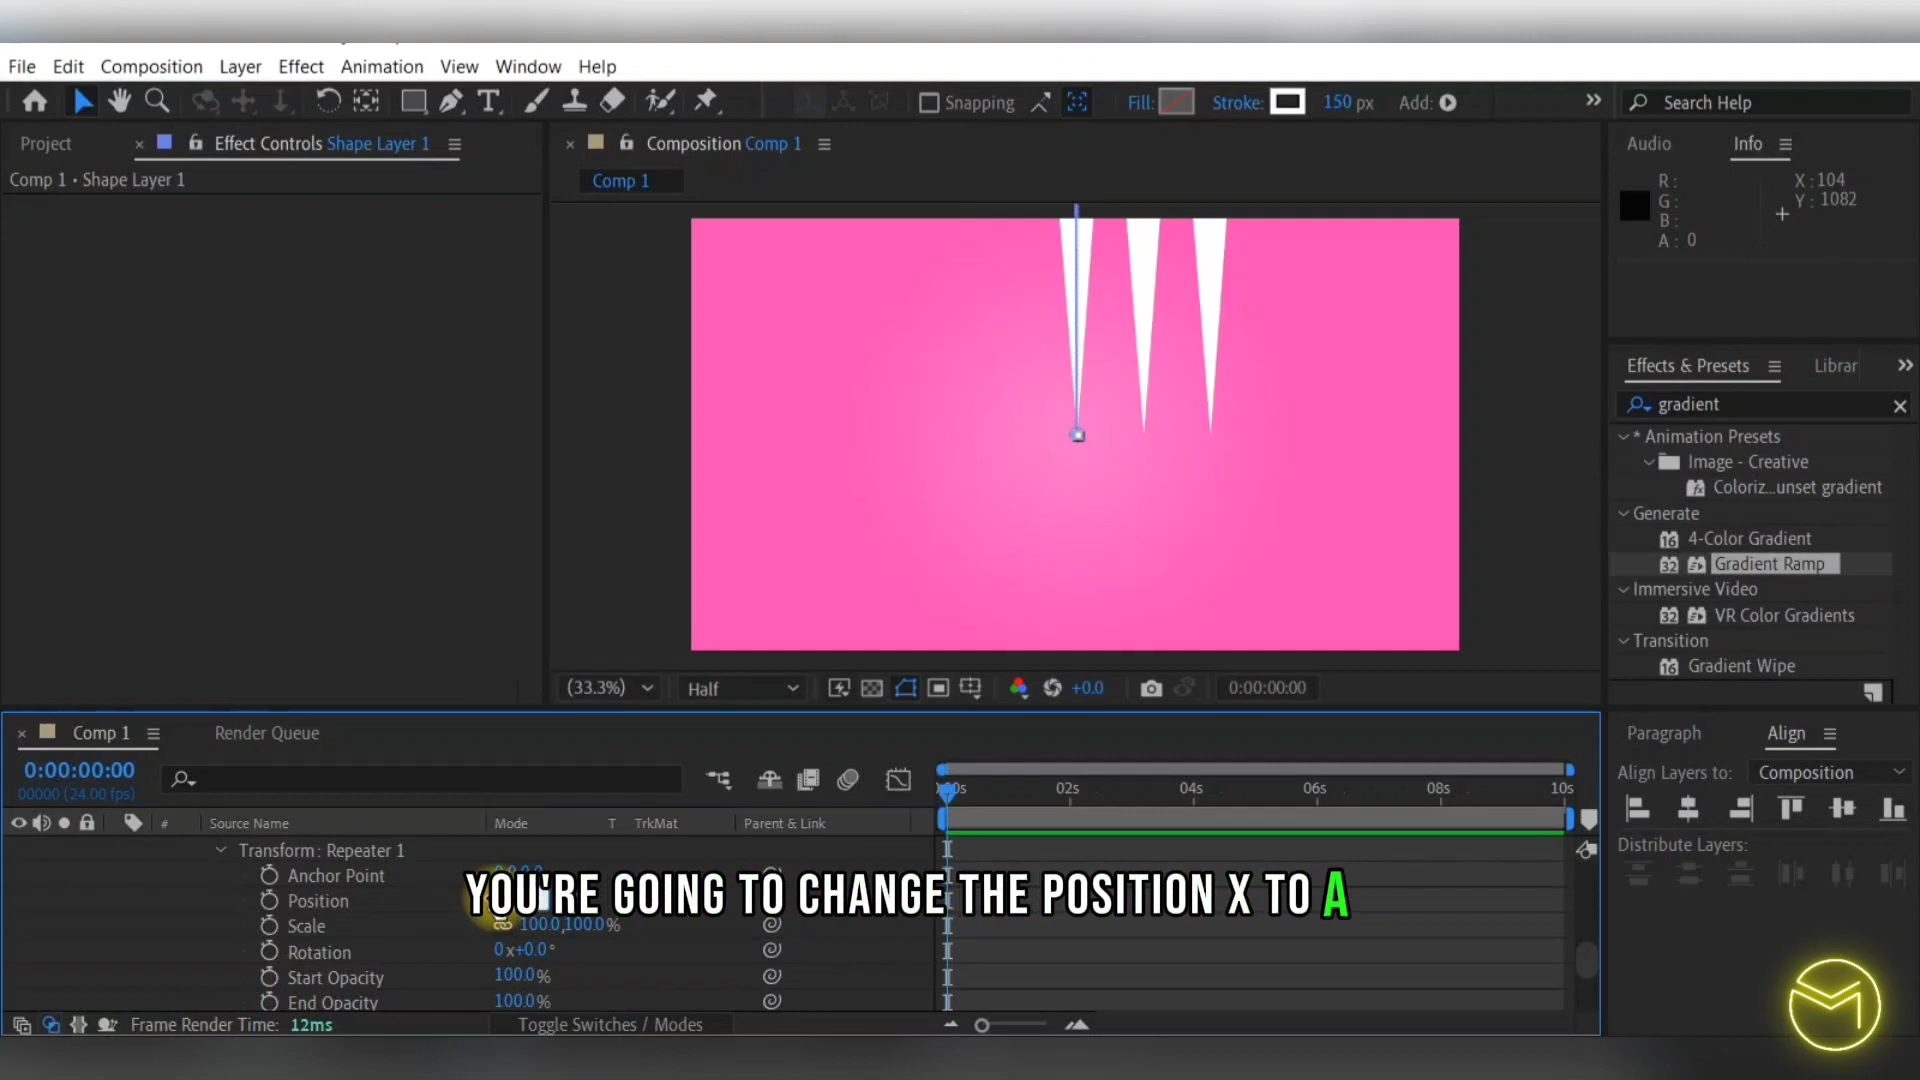 File Edit Composition Layer Effect Animation View Window Help
Snapping Fill: Stroke: 150 px Add: Search Help
Project × Effect Controls Shape Layer 1 × Composition Comp 1 Audio Info
Comp 1 • Shape Layer 1 Comp 1
R: X : 104
G: Y : 1082
B:
A: 0
Effects & Presets Librar
gradient
* Animation Presets
Image - Creative
Coloriz...unset gradient
Generate
16 4-Color Gradient
32 Gradient Ramp
Immersive Video
32 VR Color Gradients
Transition
16 Gradient Wipe
(33.3%) Half +0.0 0:00:00:00
× Comp 1 Render Queue Paragraph Align
0:00:00:00
00000 (24.00 fps)
Align Layers to: Composition
02s 04s 06s 08s 10s
# Source Name Mode T TrkMat Parent & Link
Distribute Layers:
Transform: Repeater 1
Anchor Point
Position
YOU'RE GOING TO CHANGE THE POSITION X TO A
Scale 100.0,100.0%
Rotation 0x+0.0°
Start Opacity 100.0%
End Opacity 100.0%
Frame Render Time: 12ms Toggle Switches / Modes